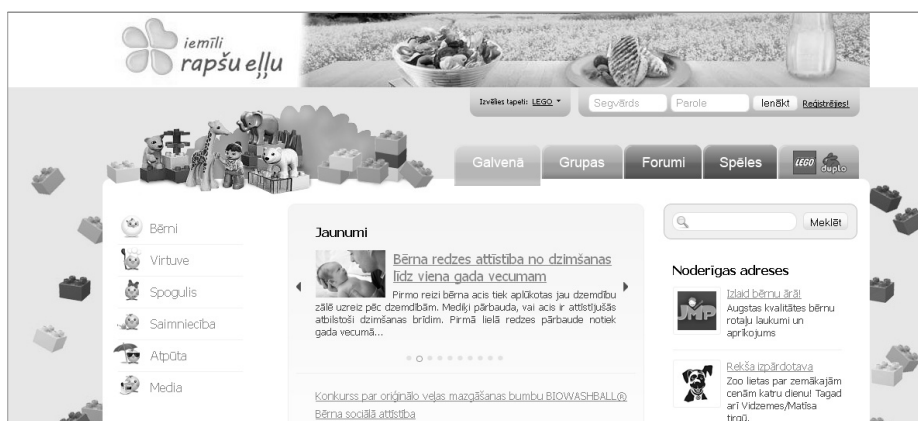 iemīli
rapšu eļļu
Izvēlies tapeti: LEGO
Segvārds
Parole
Ienākt
Reģistrējies!
Galvenā
Grupas
Forumi
Spēles
LEGO
duplo
Bērni
Virtuve
Spogulis
Saimniecība
Atpūta
Media
Jaunumi
Bērna redzes attīstība no dzimšanas
līdz viena gada vecumam
Pirmo reizi bērna acis tiek aplūkotas jau dzemdību
zālē uzreiz pēc dzemdībām. Mediķi pārbauda, vai acis ir attīstījušās
atbilstoši dzimšanas brīdim. Pirmā lielā redzes pārbaude notiek
gada vecumā...
Konkurss par oriģinālo veļas mazgāšanas bumbu BIOWASHBALL®
Bērna sociālā attīstība
Meklēt
Noderīgas adreses
JMP
Izlaid bērnu ārā!
Augstas kvalitātes bērnu
rotaļu laukumi un
aprīkojums
Rekša izpārdotava
Zoo lietas par zemākajām
cenām katru dienu! Tagad
arī Vidzemes/Matīsa
tirgū.